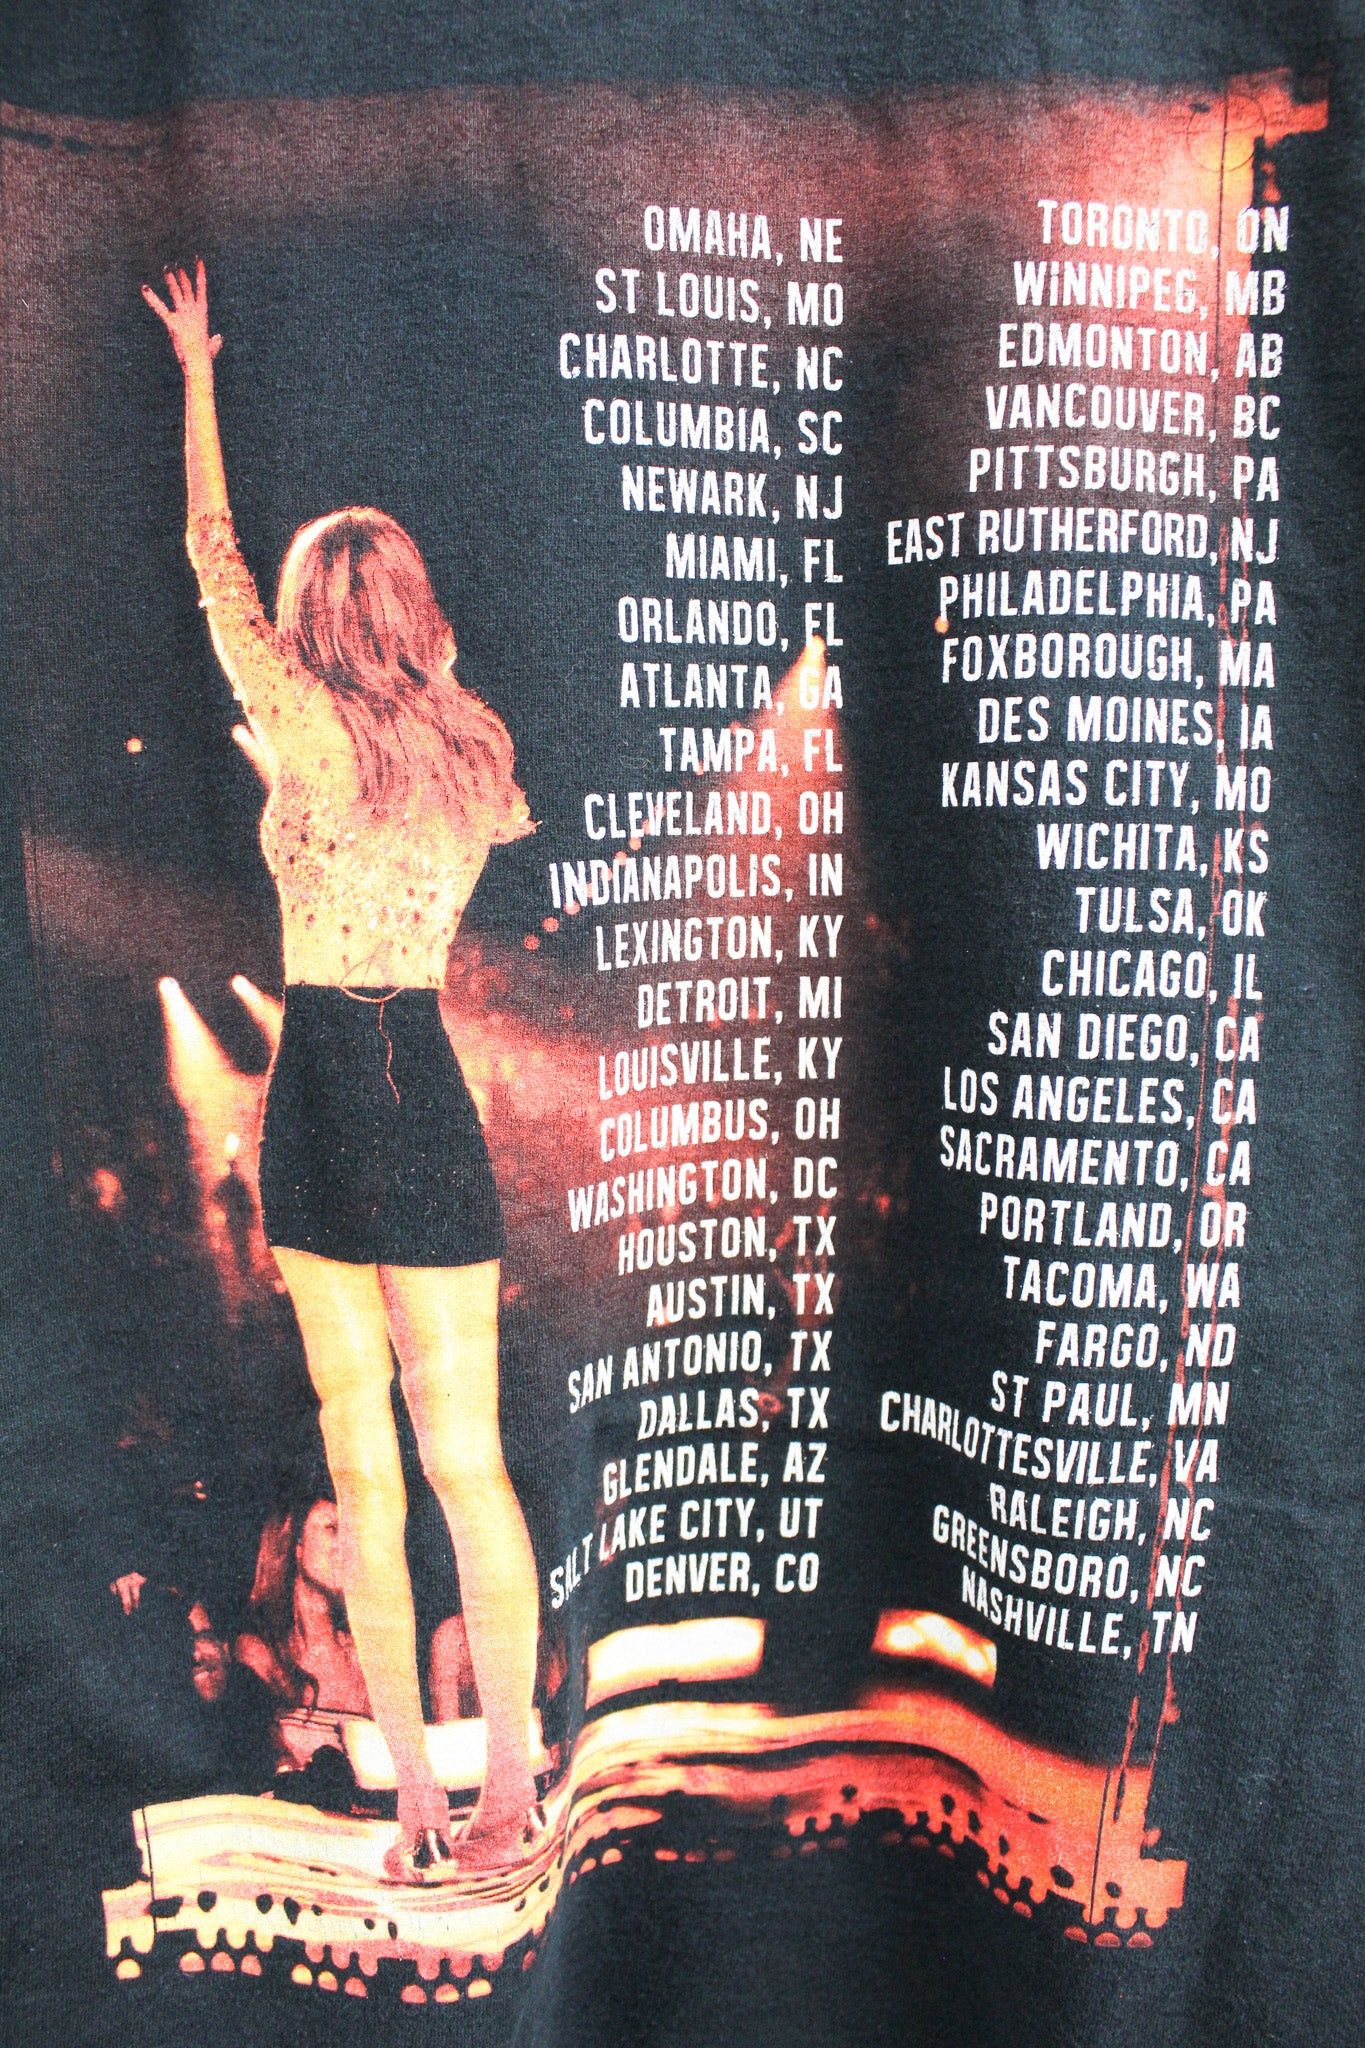 OMAHA, NE
ST LOUIS, MO
CHARLOTTE, NC
COLUMBIA, SC
NEWARK, NJ
MIAMI, FL
ORLANDO, FL
ATLANTA, GA
TAMPA, FL
CLEVELAND, OH
INDIANAPOLIS, IN
LEXINGTON, KY
DETROIT, MI
LOUISVILLE, KY
COLUMBUS, OH
WASHINGTON, DC
HOUSTON, TX
AUSTIN, TX
SAN ANTONIO, TX
DALLAS, TX
GLENDALE, AZ
SALT LAKE CITY, UT
DENVER, CO
TORONTO, ON
WINNIPEG, MB
EDMONTON, AB
VANCOUVER, BC
PITTSBURGH, PA
EAST RUTHERFORD, NJ
PHILADELPHIA, PA
FOXBOROUGH, MA
DES MOINES, IA
KANSAS CITY, MO
WICHITA, KS
TULSA, OK
CHICAGO, IL
SAN DIEGO, CA
LOS ANGELES, CA
SACRAMENTO, CA
PORTLAND, OR
TACOMA, WA
FARGO, ND
ST PAUL, MN
CHARLOTTESVILLE, VA
RALEIGH, NC
GREENSBORO, NC
NASHVILLE, TN